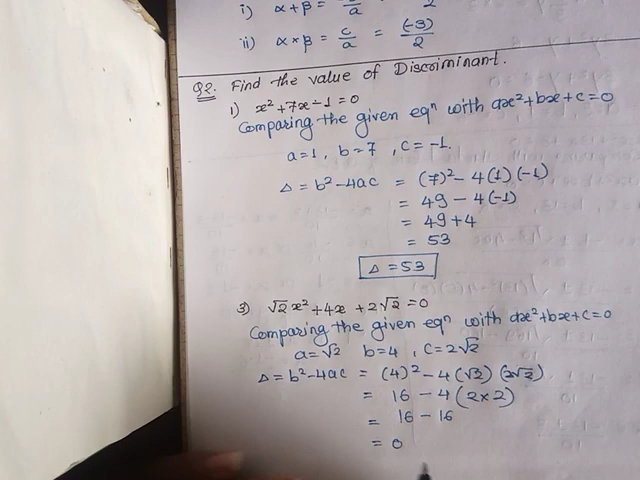 i) α+β = c/a 2
ii) α×β = c/a = (-3)/2
Q2. Find the value of Discriminant.
1) x²+7x-1=0
Comparing the given eqⁿ with ax²+bx+c=0
a=1, b=7, c=-1.
Δ = b²-4ac = (7)²- 4(1)(-1)
= 49 - 4(-1)
= 49+4
= 53
Δ = 53
3) √2x²+4x+2√2=0
Comparing the given eqⁿ with ax²+bx+c=0
a=√2 b=4, c=2√2
Δ=b²-4ac = (4)²-4(√2)(2√2)
= 16 - 4(2×2)
= 16-16
= 0